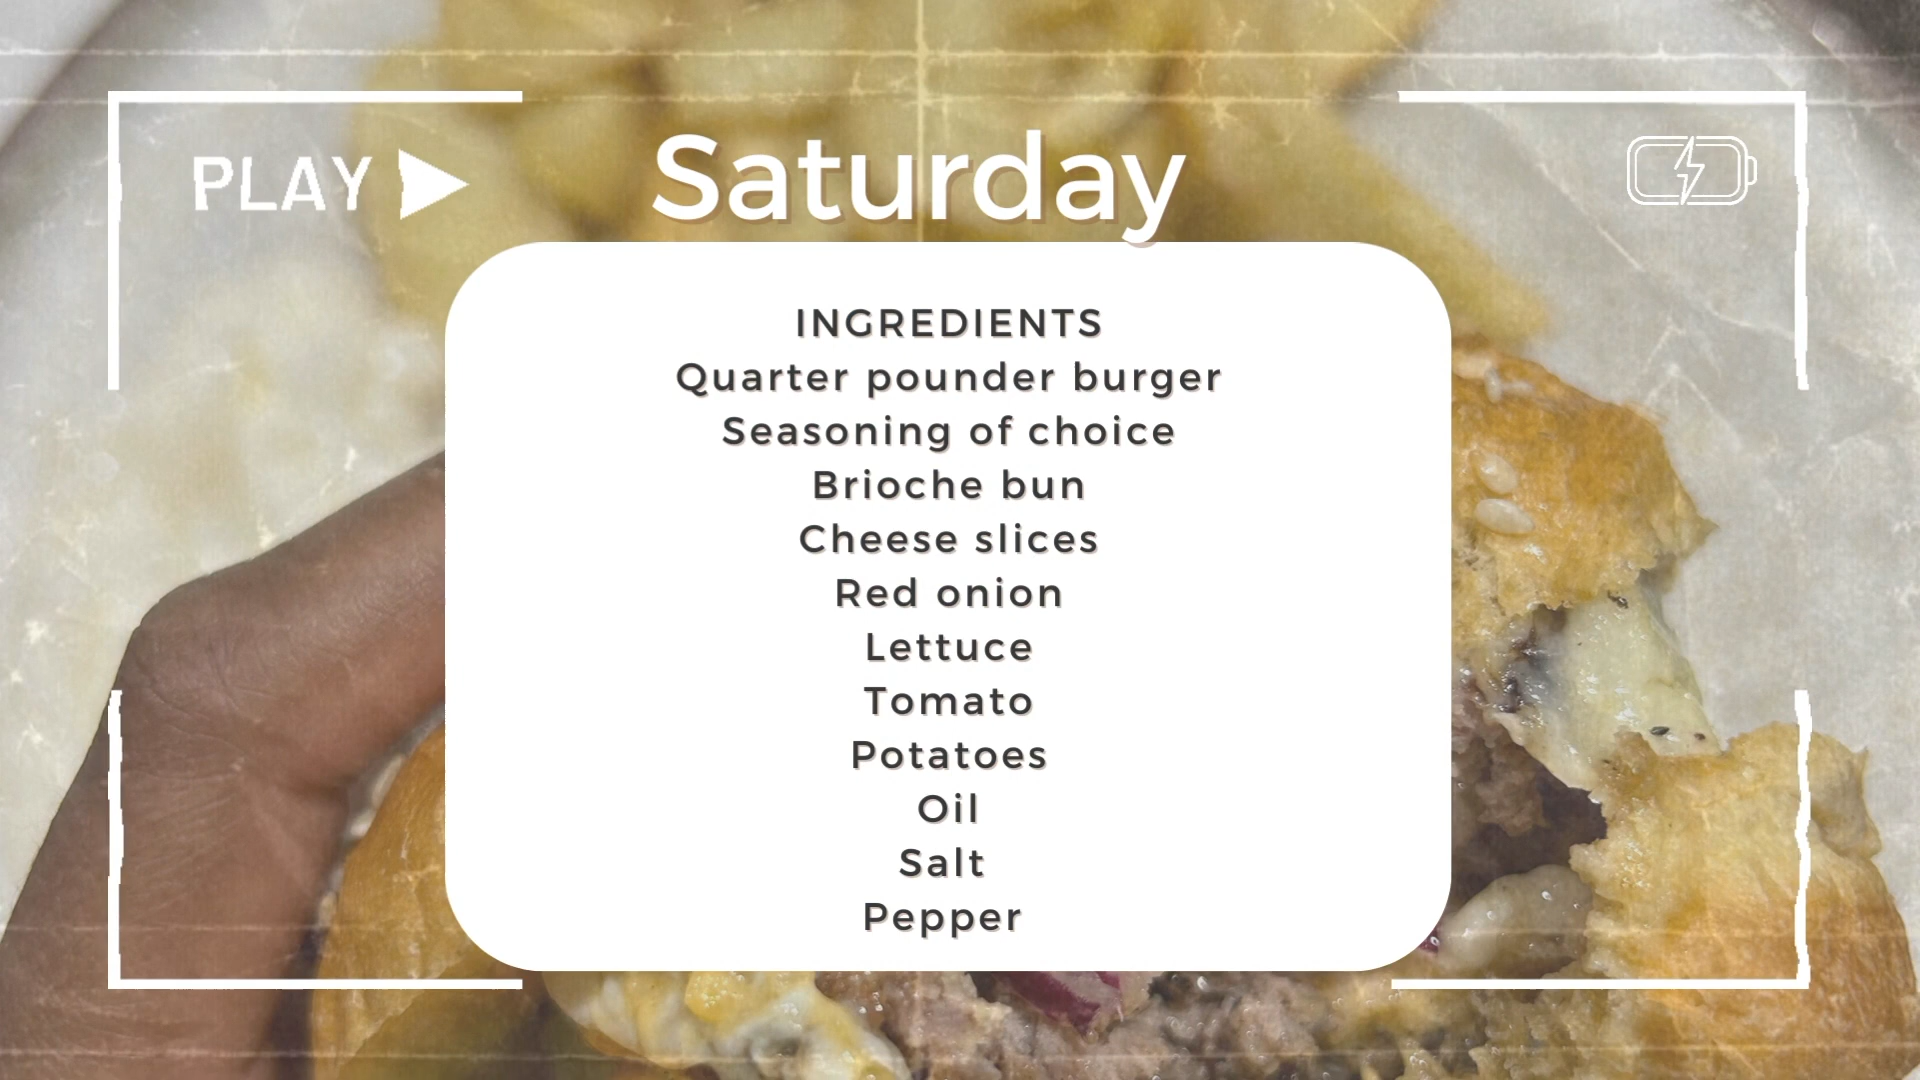 PLAY
Saturday
INGREDIENTS
Quarter pounder burger
Seasoning of choice
Brioche bun
Cheese slices
Red onion
Lettuce
Tomato
Potatoes
Oil
Salt
Pepper